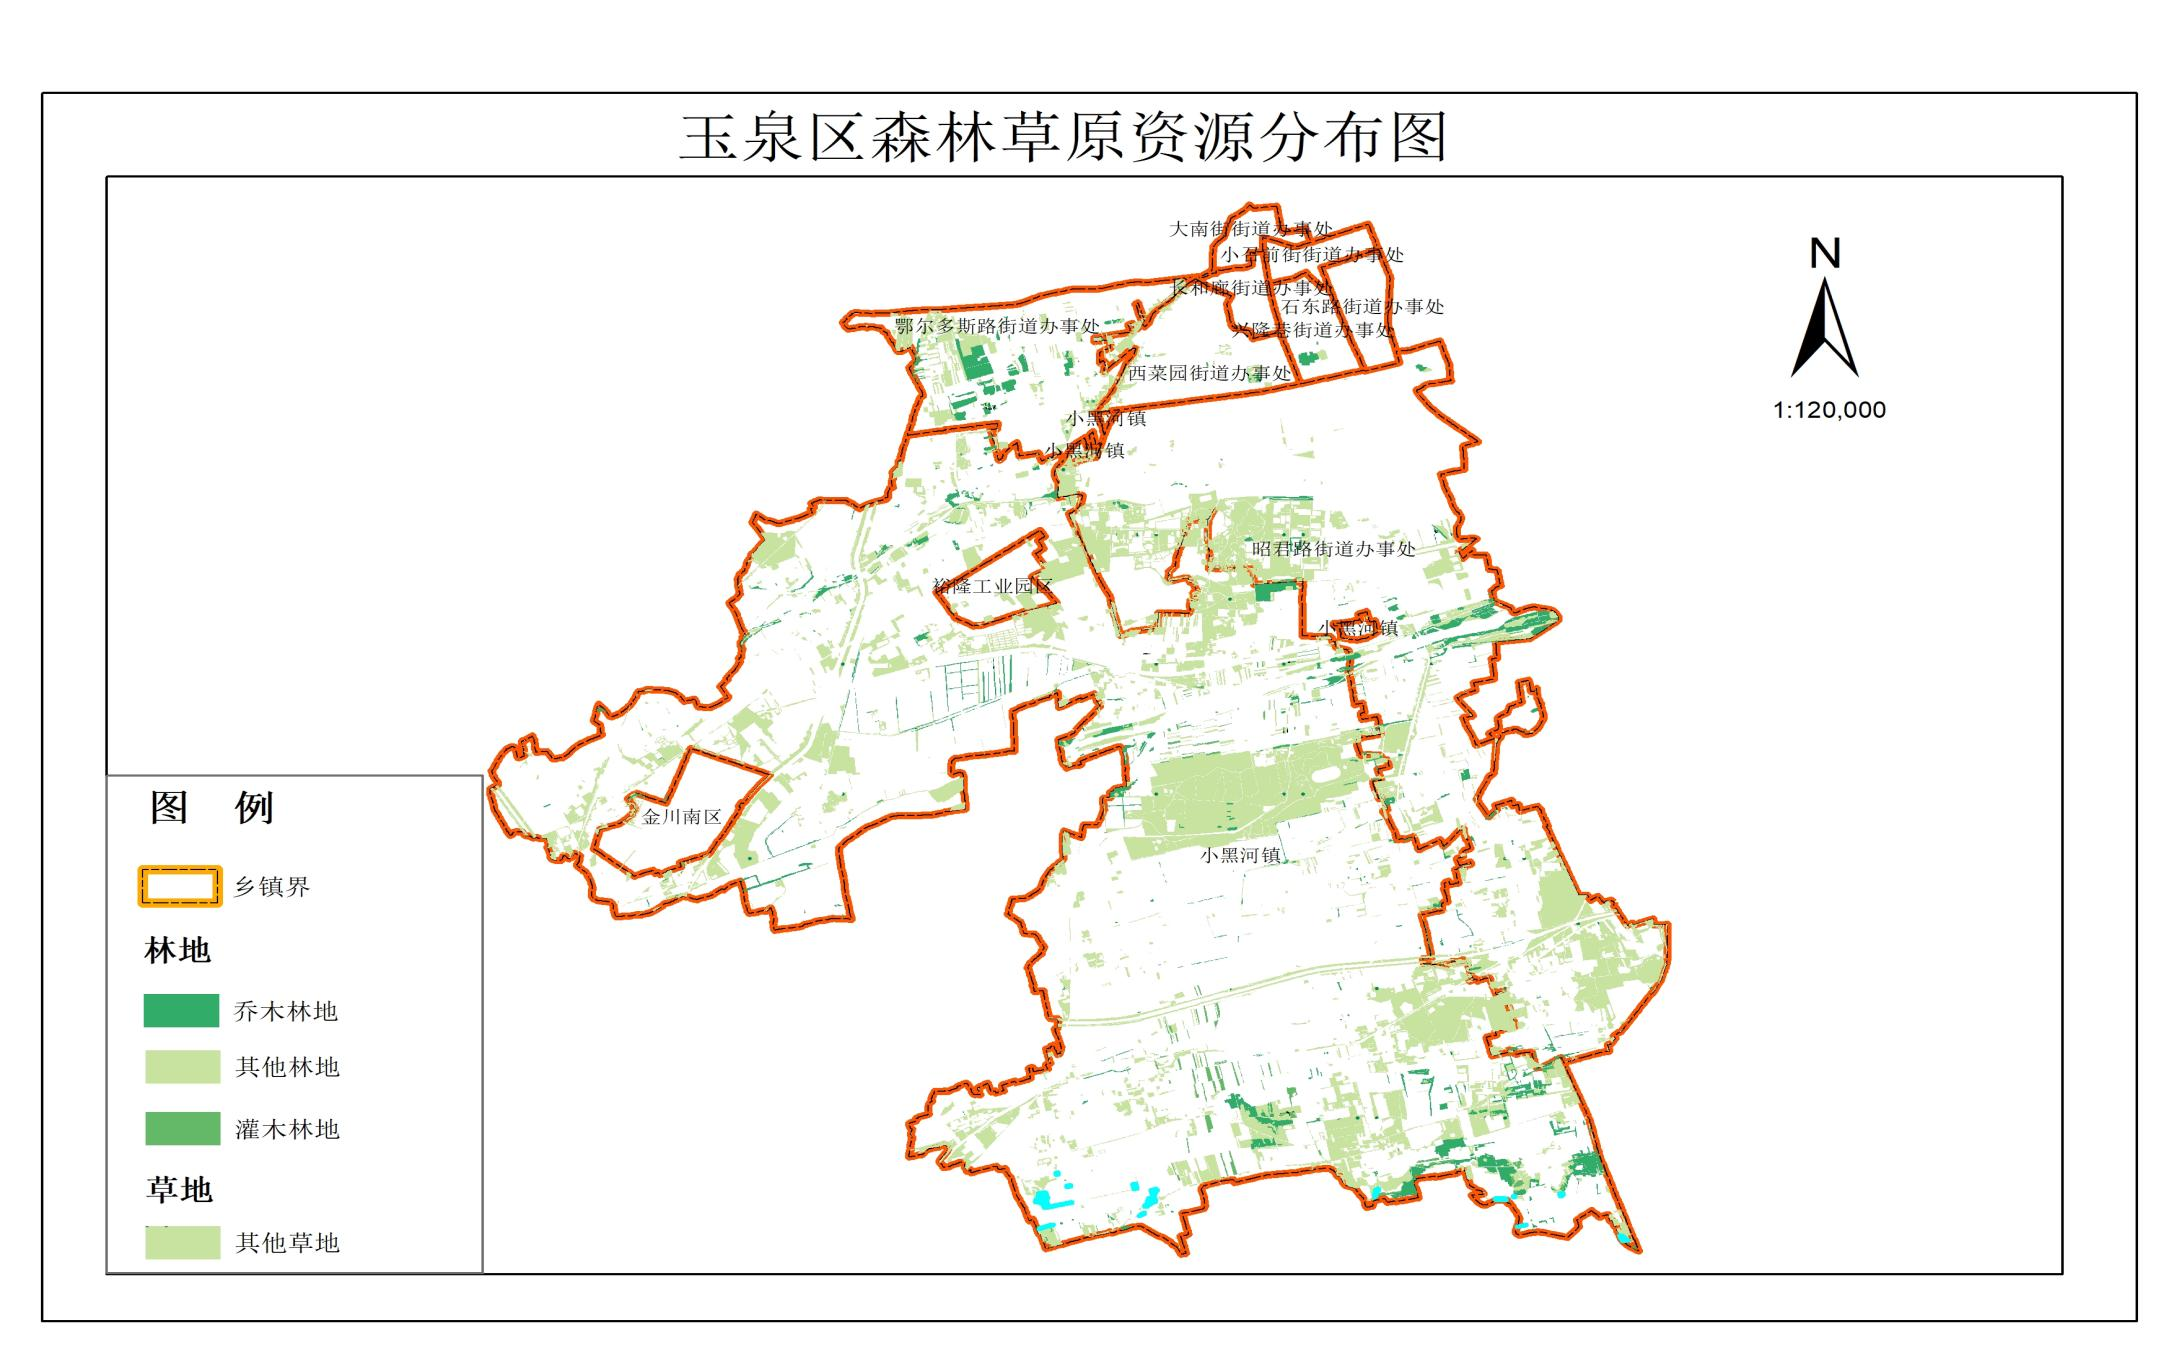 玉泉区森林草原资源分布图
大南街街道办事处
小召前街街道办事处
长和廊街道办事处
石东路街道办事处
鄂尔多斯路街道办事处
兴隆巷街道办事处
西菜园街道办事处
小黑河镇
小黑河镇
昭君路街道办事处
裕隆工业园区
小黑河镇
金川南区
小黑河镇
N
1:120,000
图 例
乡镇界
林地
乔木林地
其他林地
灌木林地
草地
其他草地